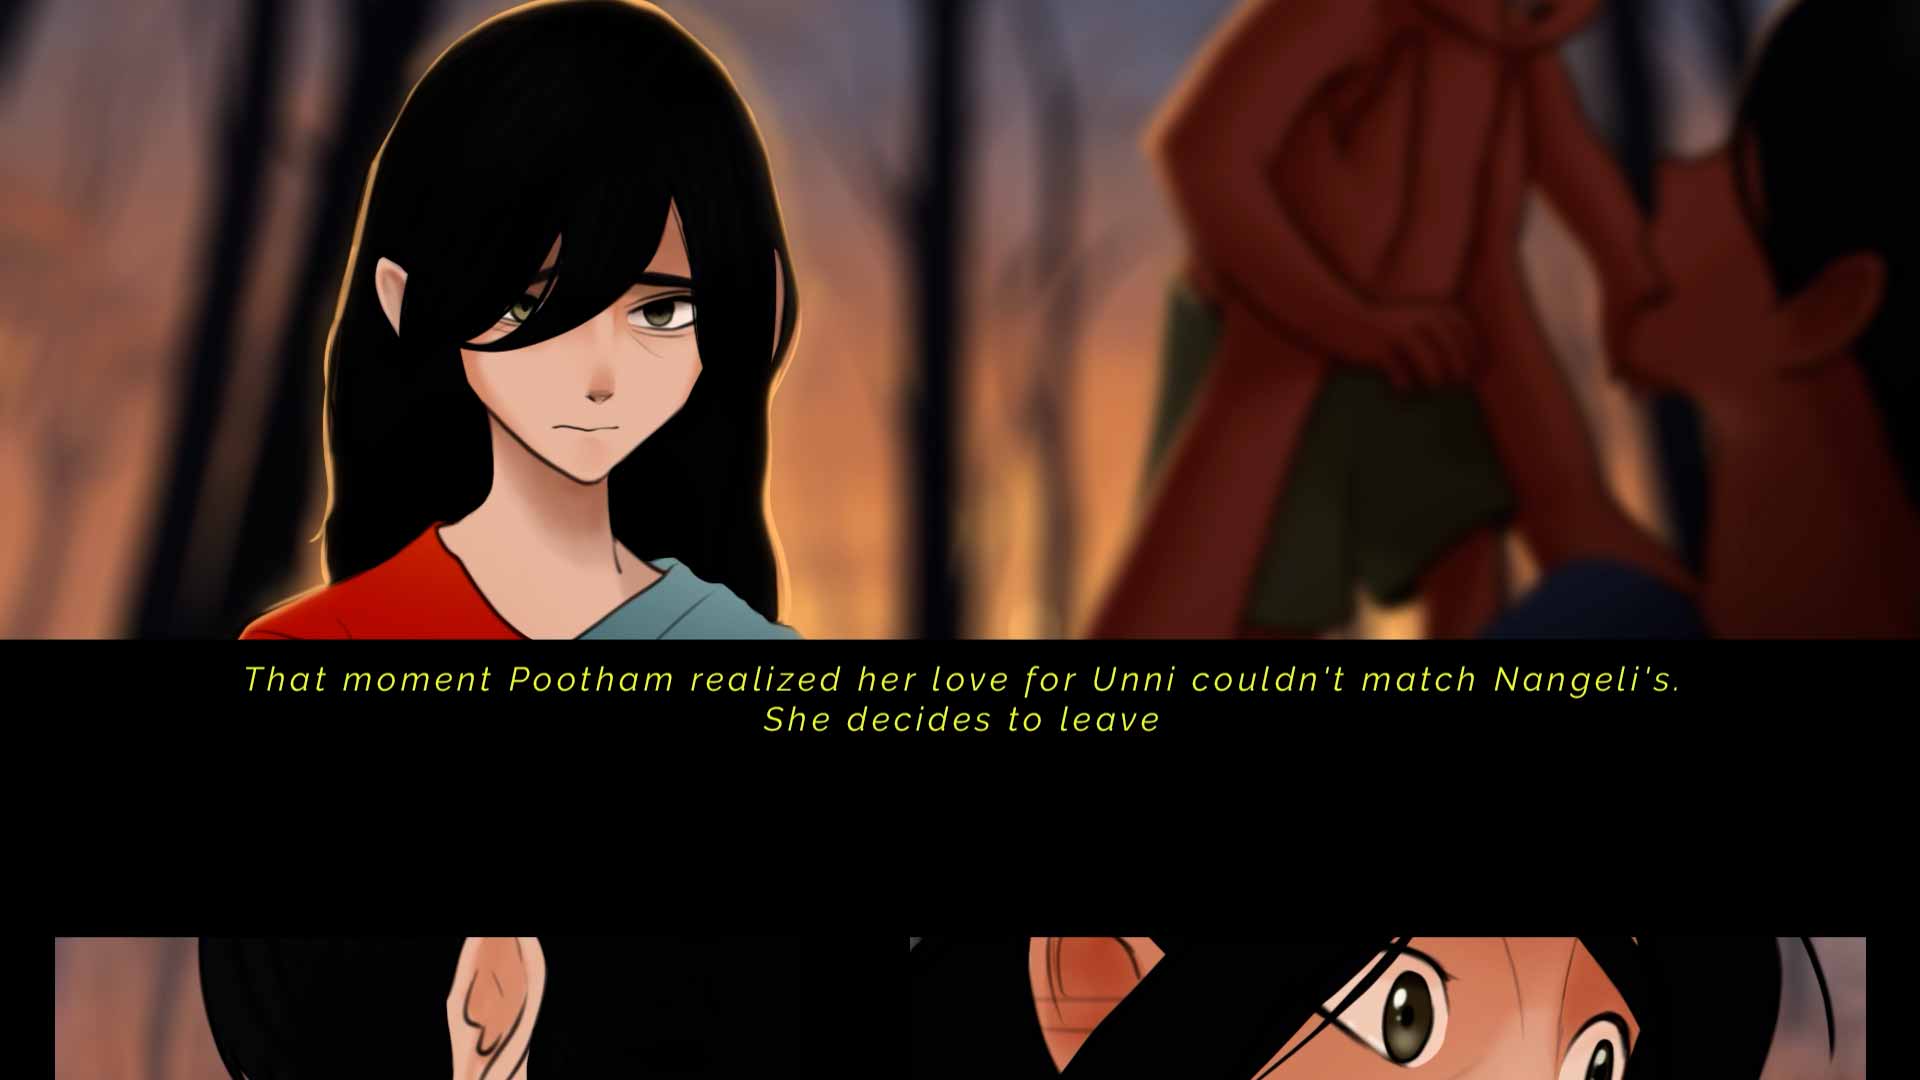 That moment Pootham realized her love for Unni couldn't match Nangeli's.
She decides to leave